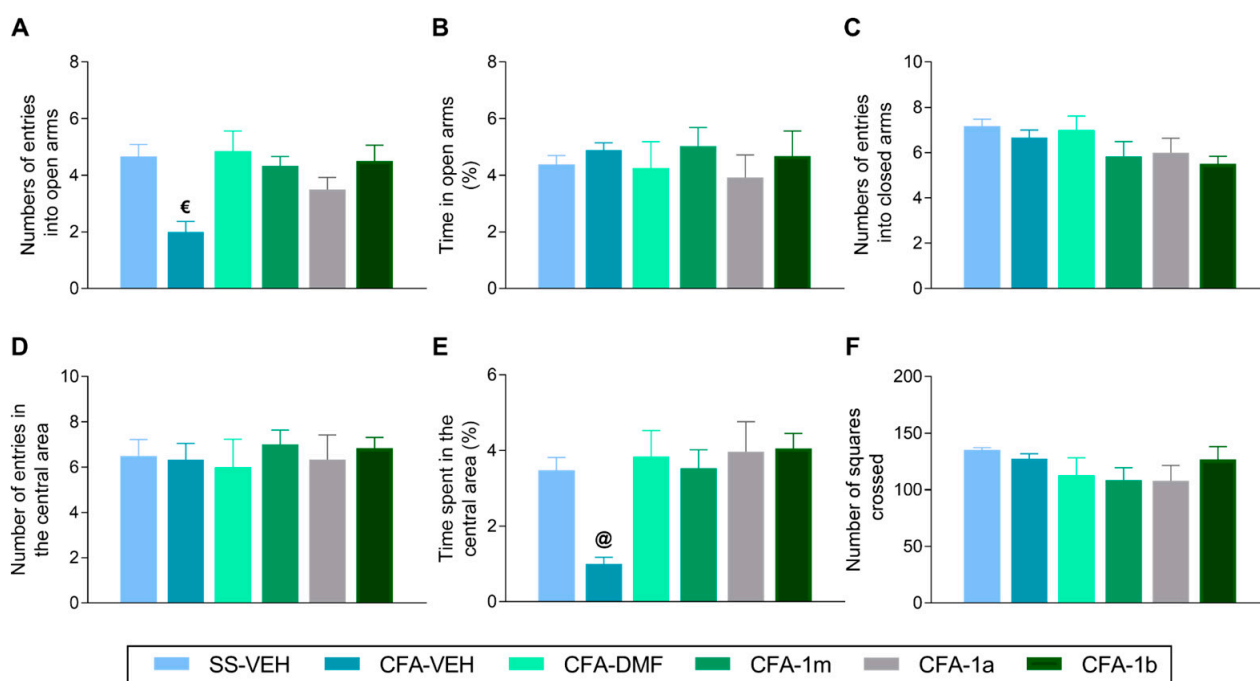 A
Numbers of entries
into open arms
8
6
4
2
0
€
B
Time in open arms
(%)
8
6
4
2
0
C
Numbers of entries
into closed arms
10
8
6
4
2
0
D
Number of entries in
the central area
10
8
6
4
2
0
E
Time spent in the
central area (%)
6
4
2
0
@
F
Number of squares
crossed
200
150
100
50
0
SS-VEH CFA-VEH CFA-DMF CFA-1m CFA-1a CFA-1b